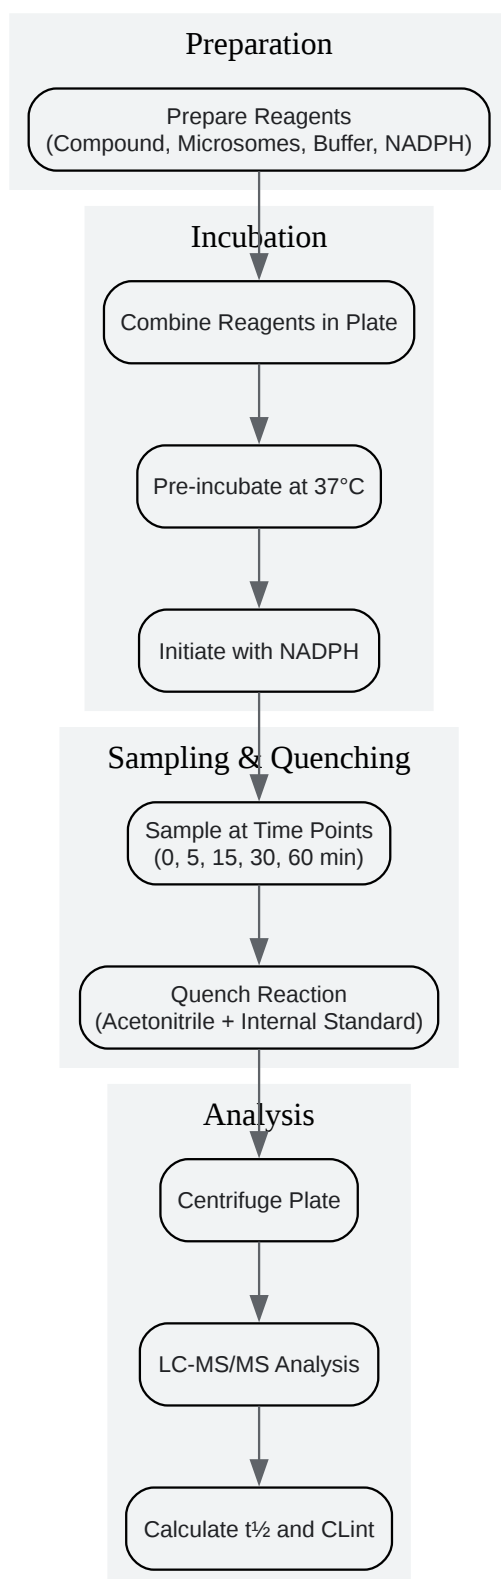 Preparation
Prepare Reagents
(Compound, Microsomes, Buffer, NADPH)
Incubation
Combine Reagents in Plate
Pre-incubate at 37°C
Initiate with NADPH
Sampling & Quenching
Sample at Time Points
(0, 5, 15, 30, 60 min)
Quench Reaction
(Acetonitrile + Internal Standard)
Analysis
Centrifuge Plate
LC-MS/MS Analysis
Calculate t½ and CLint